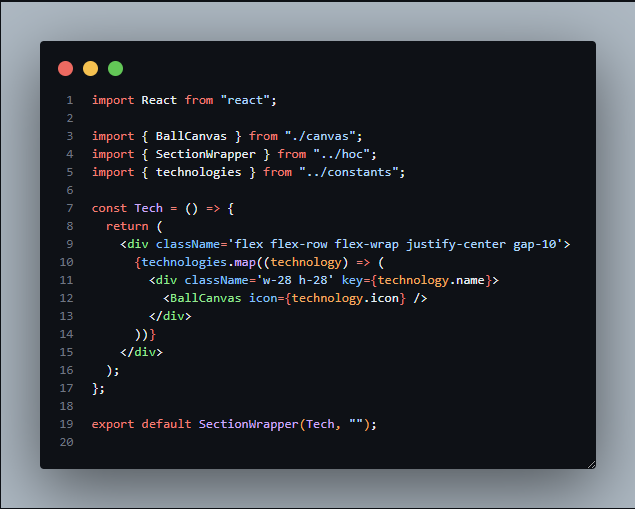 1 import React from "react";
2
3 import { BallCanvas } from "./canvas";
4 import { SectionWrapper } from "../hoc";
5 import { technologies } from "../constants";
6
7 const Tech = () => {
8   return (
9     <div className='flex flex-row flex-wrap justify-center gap-10'>
10       {technologies.map((technology) => (
11         <div className='w-28 h-28' key={technology.name}>
12           <BallCanvas icon={technology.icon} />
13         </div>
14       ))}
15     </div>
16   );
17 };
18
19 export default SectionWrapper(Tech, "");
20